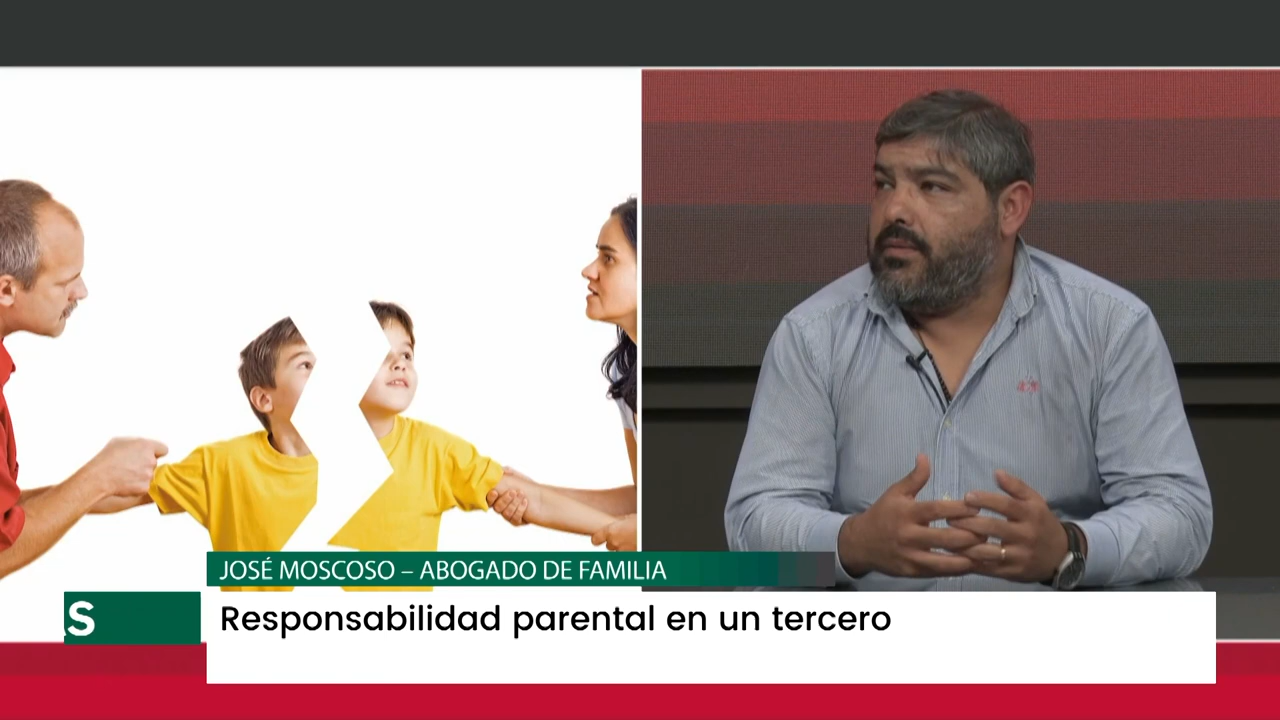 JOSÉ MOSCOSO – ABOGADO DE FAMILIA
S
Responsabilidad parental en un tercero